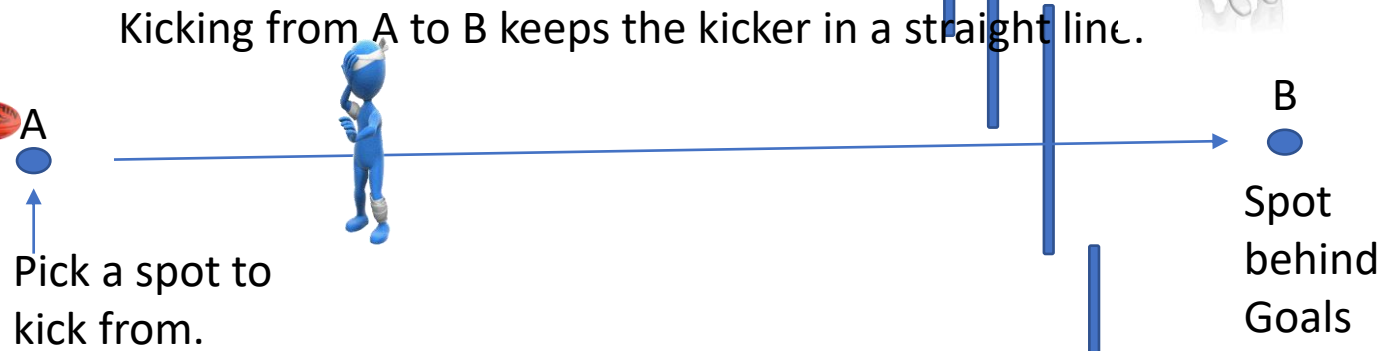 Kicking from A to B keeps the kicker in a straight line.
A
B
Pick a spot to
kick from.
Spot
behind
Goals